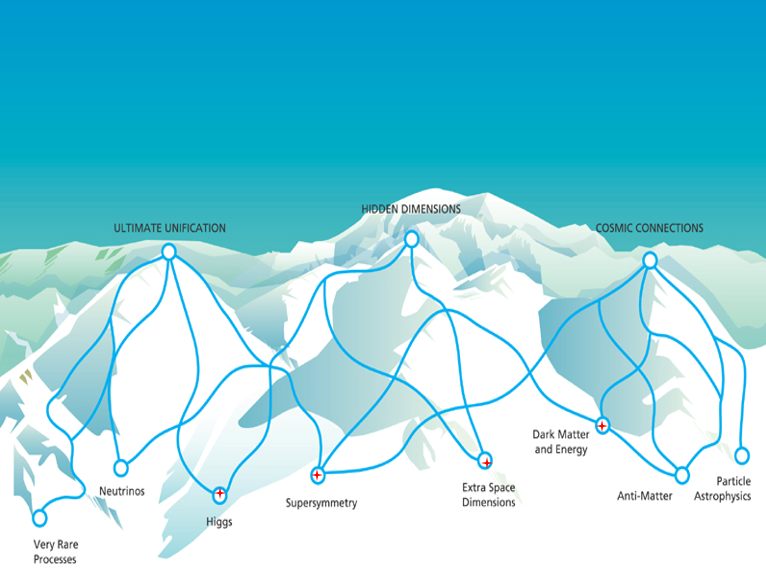 HIDDEN DIMENSIONS
ULTIMATE UNIFICATION
COSMIC CONNECTIONS
Dark Matter
and Energy
Neutrinos
Higgs
Supersymmetry
Extra Space
Dimensions
Anti-Matter
Particle
Astrophysics
Very Rare
Processes